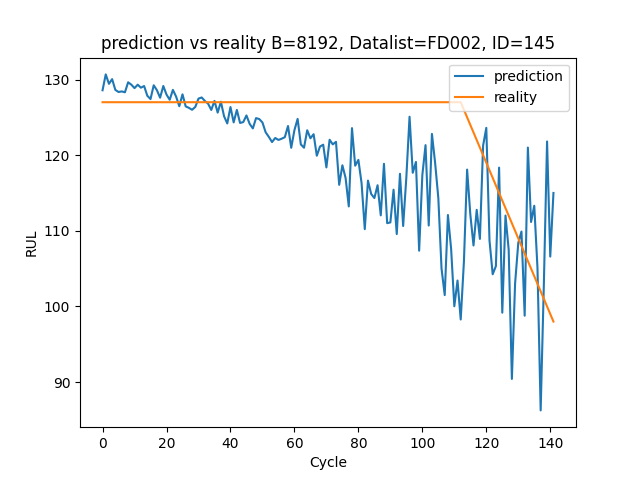 prediction vs reality B=8192, Datalist=FD002, ID=145
prediction
reality
RUL
130
120
110
100
90
0 20 40 60 80 100 120 140
Cycle